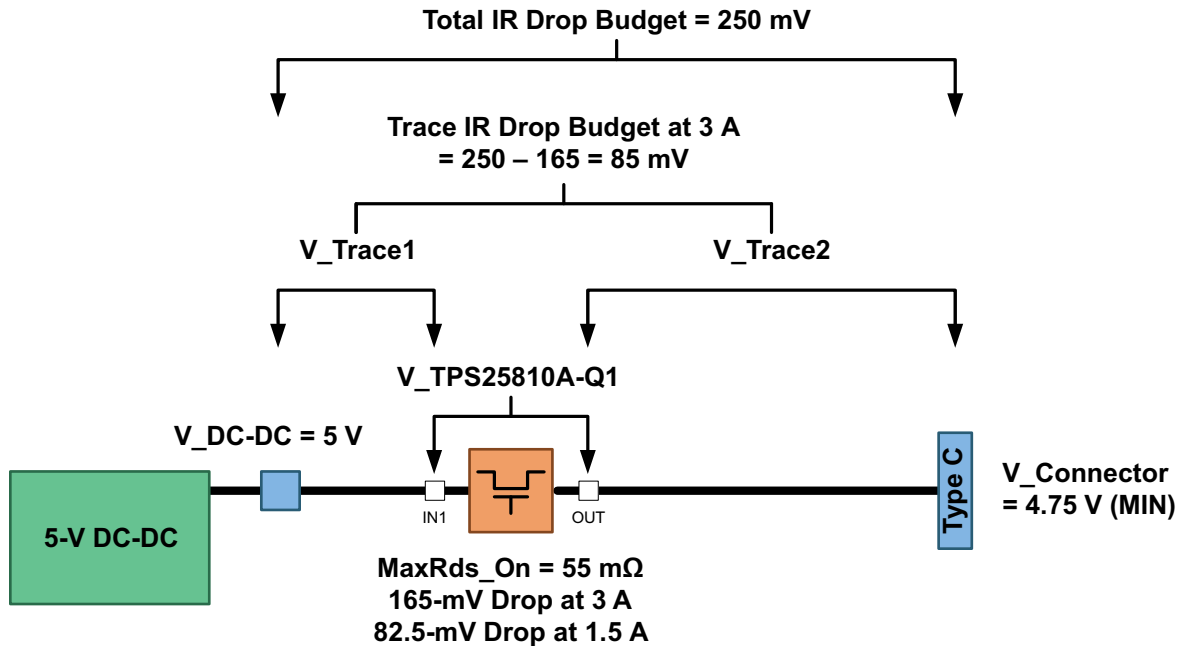 Total IR Drop Budget = 250 mV
Trace IR Drop Budget at 3 A
= 250 – 165 = 85 mV
V_Trace1
V_Trace2
V_TPS25810A-Q1
V_DC-DC = 5 V
5-V DC-DC
IN1
OUT
Type C
V_Connector
= 4.75 V (MIN)
MaxRds_On = 55 mΩ
165-mV Drop at 3 A
82.5-mV Drop at 1.5 A